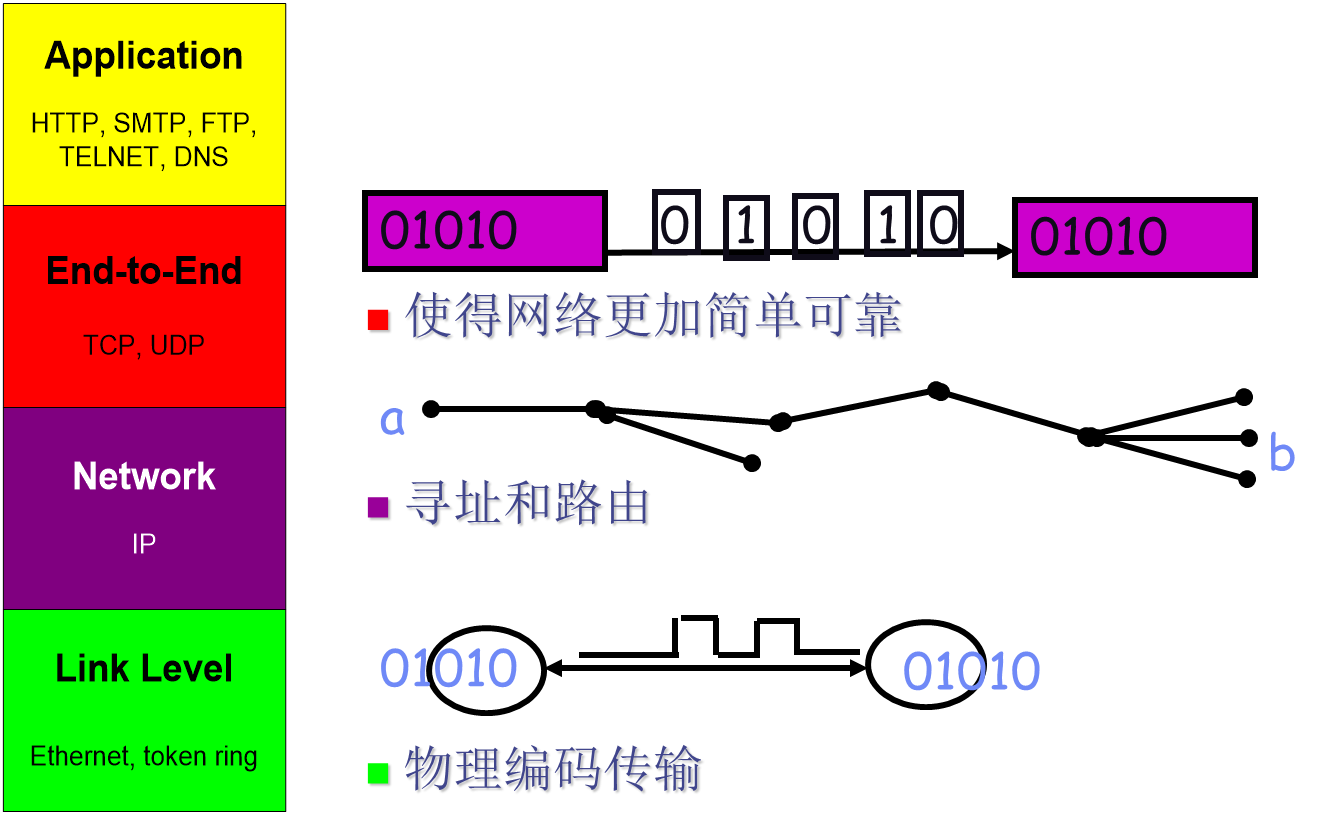 Application
HTTP, SMTP, FTP,
TELNET, DNS
End-to-End
TCP, UDP
Network
IP
Link Level
Ethernet, token ring
01010
0
1
0
1
0
01010
使得网络更加简单可靠
a
b
寻址和路由
01010
01010
物理编码传输